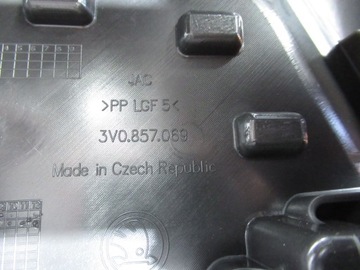 JAC
>PP LGF 5<
3V0.857.089
Made in Czech Republic